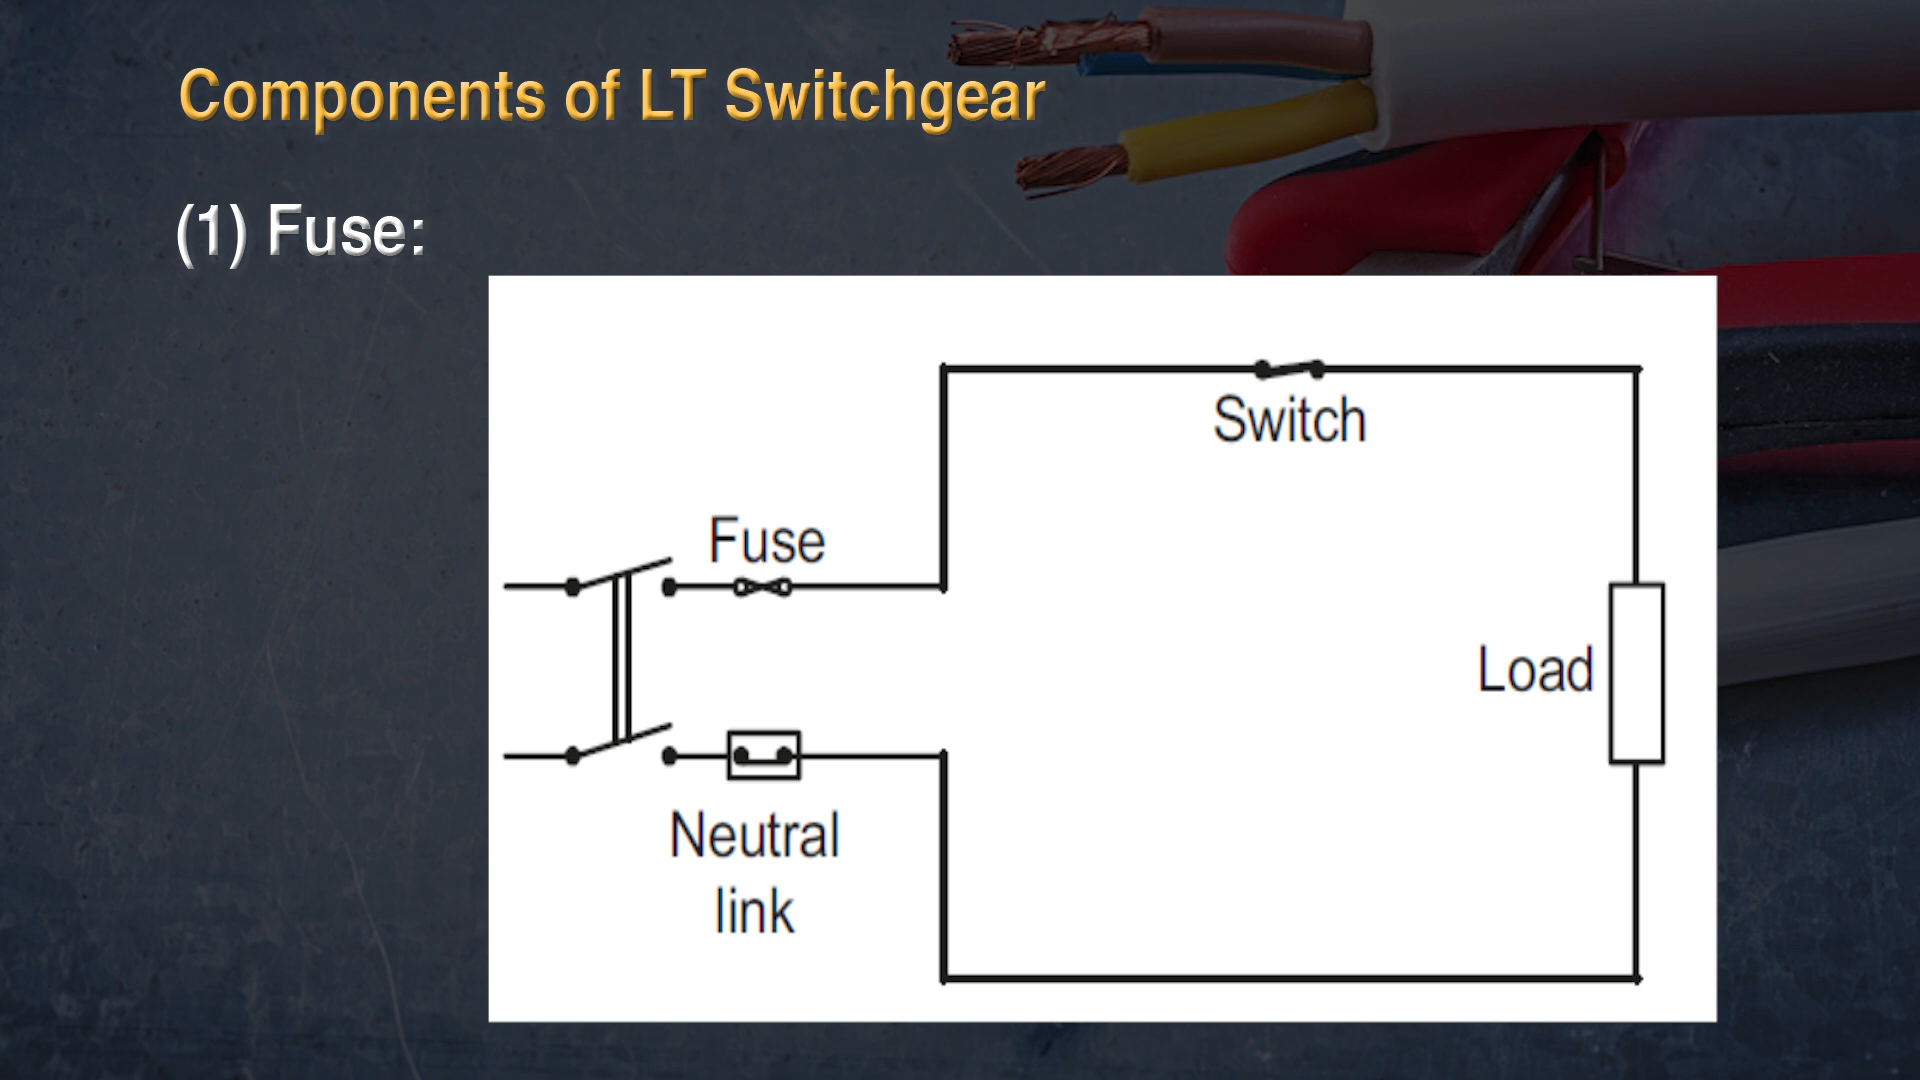 Components of LT Switchgear
(1) Fuse:
Switch
Fuse
Load
Neutral
link